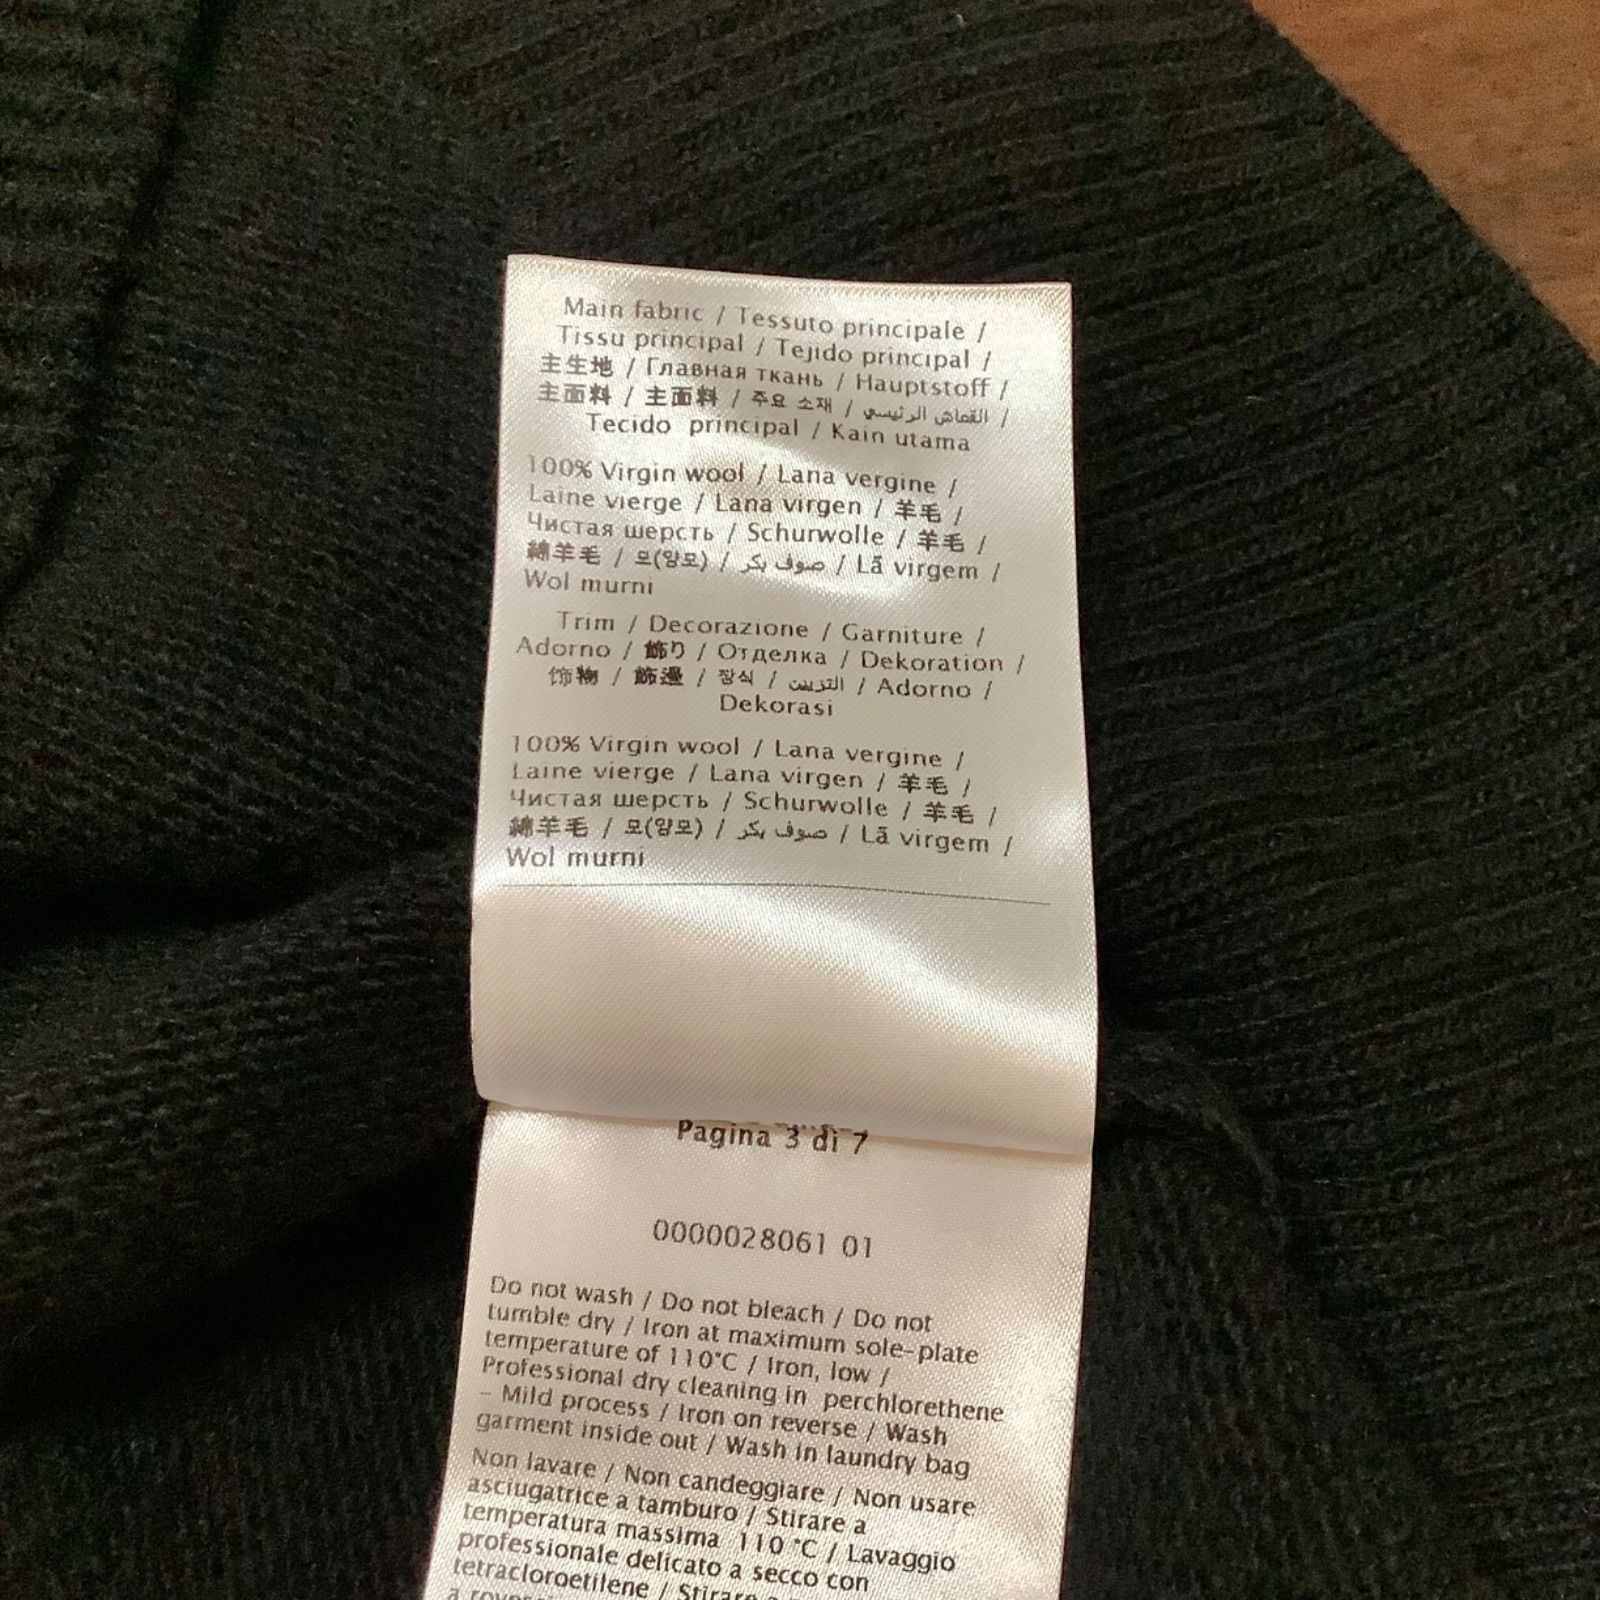 Main fabric / Tessuto principale /
Tissu principal / Tejido principal /
主生地 / Главная ткань / Hauptstoff /
主面料 / 主面料 / 주요 소재 / القماش الرئيسي /
Tecido principal / Kain utama
100% Virgin wool / Lana vergine /
Laine vierge / Lana virgen / 羊毛 /
Чистая шерсть / Schurwolle / 羊毛 /
綿羊毛 / 모(양모) / صوف بكر / Lã virgem /
Wol murni
Trim / Decorazione / Garniture /
Adorno / 飾り / Отделка / Dekoration /
饰物 / 飾邊 / 장식 / التزيين / Adorno /
Dekorasi
100% Virgin wool / Lana vergine /
Laine vierge / Lana virgen / 羊毛 /
Чистая шерсть / Schurwolle / 羊毛 /
綿羊毛 / 모(양모) / صوف بكر / Lã virgem /
Wol murni
Pagina 3 di 7
0000028061 01
Do not wash / Do not bleach / Do not
tumble dry / Iron at maximum sole-plate
temperature of 110°C / Iron, low /
Professional dry cleaning in perchlorethene
- Mild process / Iron on reverse / Wash
garment inside out / Wash in laundry bag
Non lavare / Non candeggiare / Non usare
asciugatrice a tamburo / Stirare a
temperatura massima 110 °C / Lavaggio
professionale delicato a secco con
tetracloroetilene / Stirare